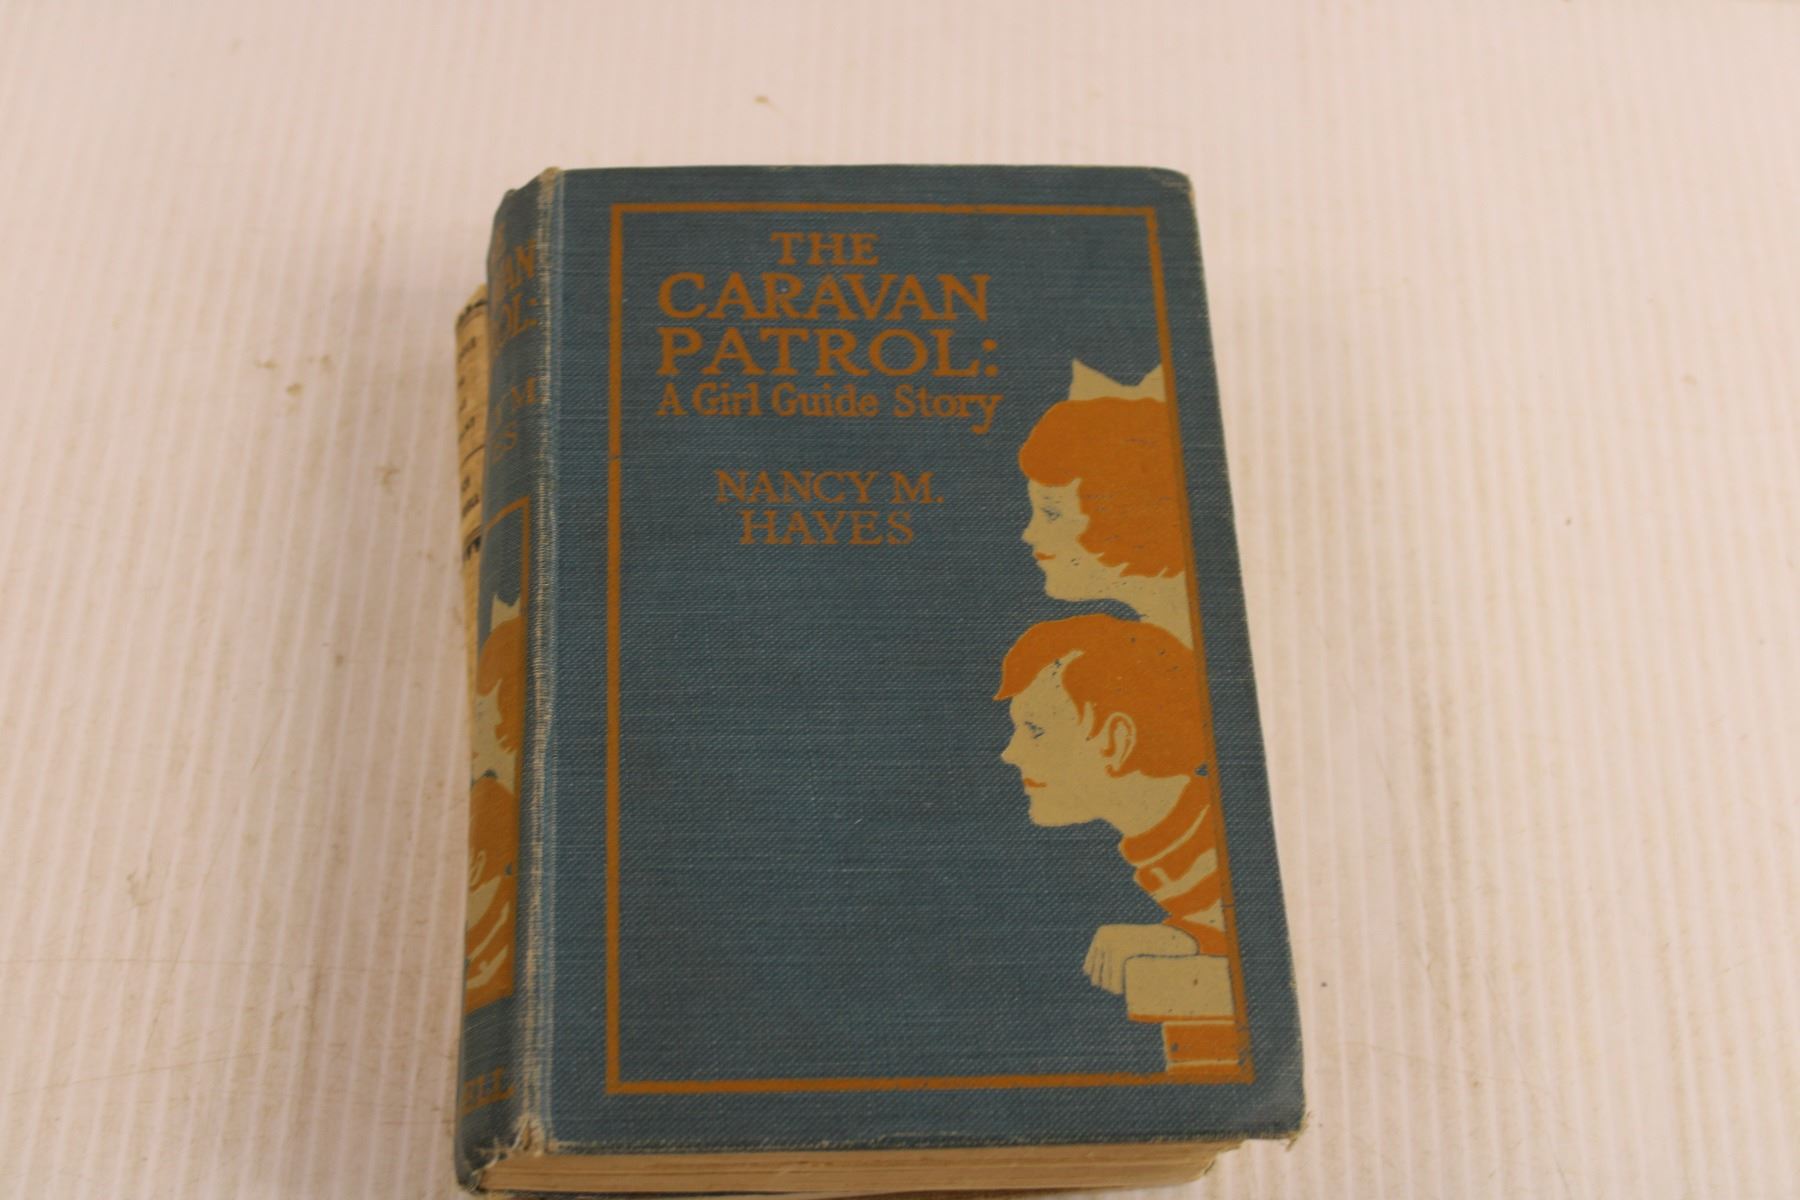 THE
CARAVAN
PATROL:
A Girl Guide Story
NANCY M.
HAYES